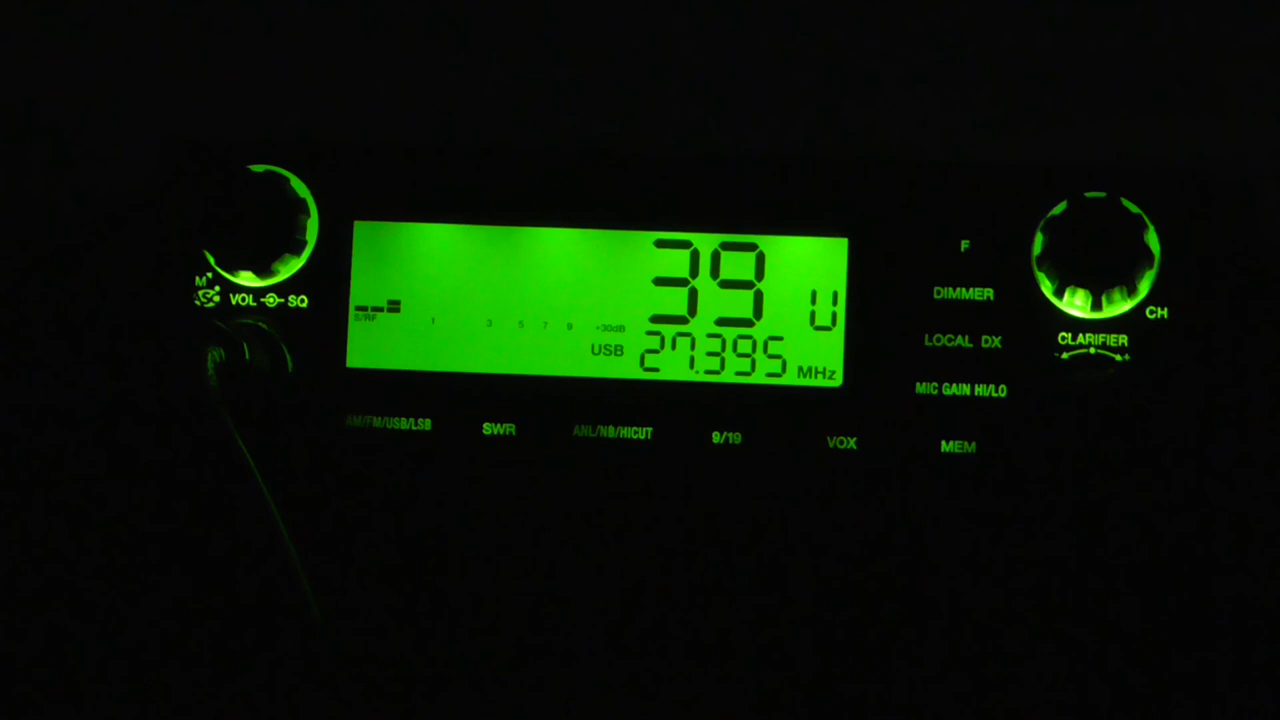 M
VOL SQ
39
U
S/RF 1 3 5 7 9 +30dB
USB 27.395 MHz
AM/FM/USB/LSB SWR ANL/NB/HICUT 9/19 VOX
F
DIMMER
LOCAL DX
MIC GAIN HI/LO
MEM
CH
CLARIFIER
- +